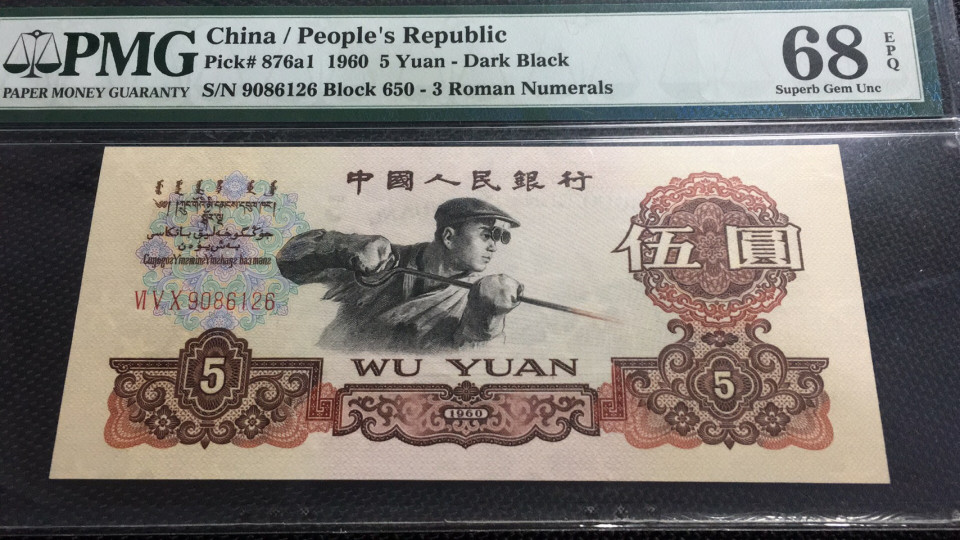 PMG
PAPER MONEY GUARANTY
China / People's Republic
Pick# 876a1 1960 5 Yuan - Dark Black
S/N 9086126 Block 650 - 3 Roman Numerals
68
EPQ
Superb Gem Unc
中國人民銀行
伍圓
VI V X 9086126
WU YUAN
5
1960
5